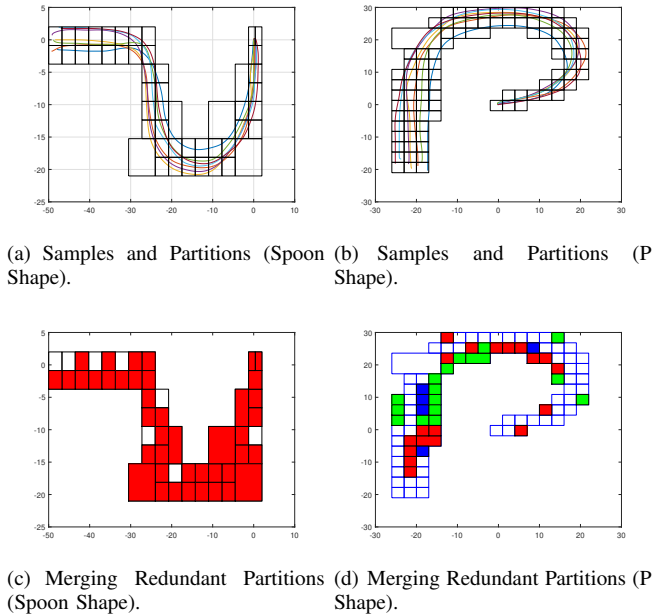 5
0
-5
-10
-15
-20
-25
-50 -40 -30 -20 -10 0 10
30
20
10
0
-10
-20
-30
-30 -20 -10 0 10 20 30
(a) Samples and Partitions (Spoon
Shape).
(b) Samples and Partitions (P
Shape).
5
0
-5
-10
-15
-20
-25
-50 -40 -30 -20 -10 0 10
30
20
10
0
-10
-20
-30
-30 -20 -10 0 10 20 30
(c) Merging Redundant Partitions
(Spoon Shape).
(d) Merging Redundant Partitions (P
Shape).